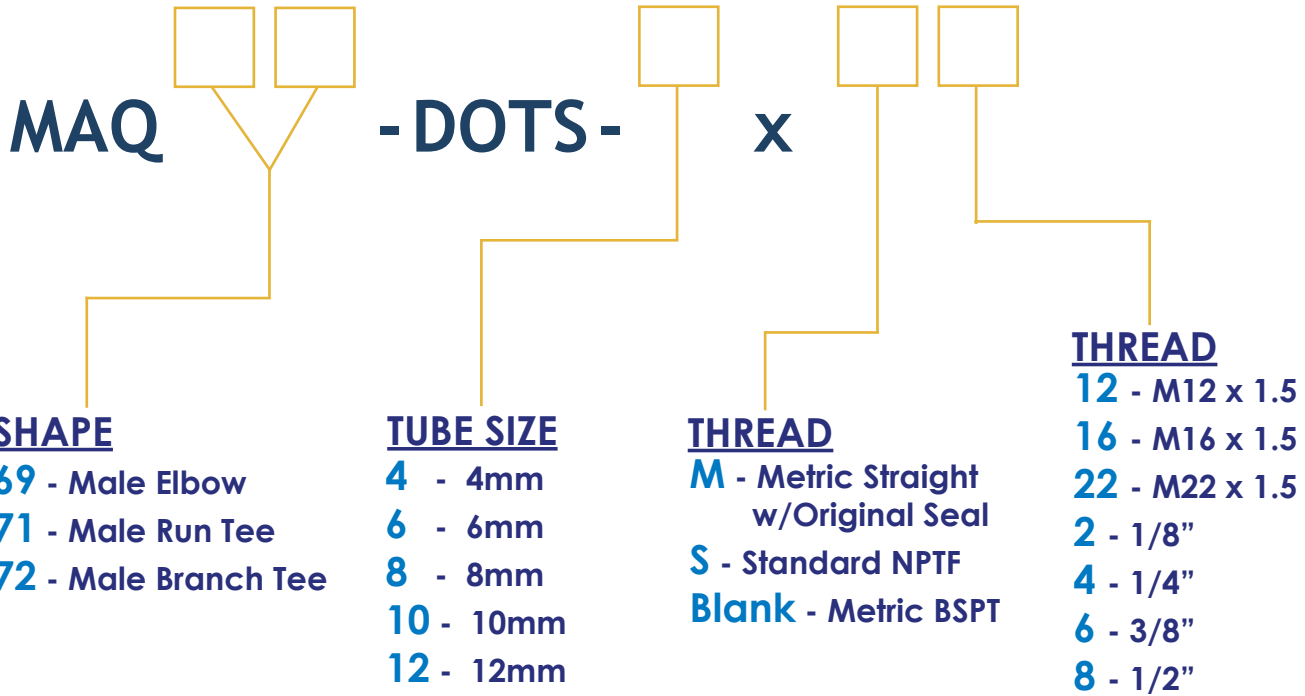 MAQ -DOTS- x
SHAPE
69 - Male Elbow
71 - Male Run Tee
72 - Male Branch Tee
TUBE SIZE
4 - 4mm
6 - 6mm
8 - 8mm
10 - 10mm
12 - 12mm
THREAD
M - Metric Straight
w/Original Seal
S - Standard NPTF
Blank - Metric BSPT
THREAD
12 - M12 x 1.5
16 - M16 x 1.5
22 - M22 x 1.5
2 - 1/8”
4 - 1/4”
6 - 3/8”
8 - 1/2”